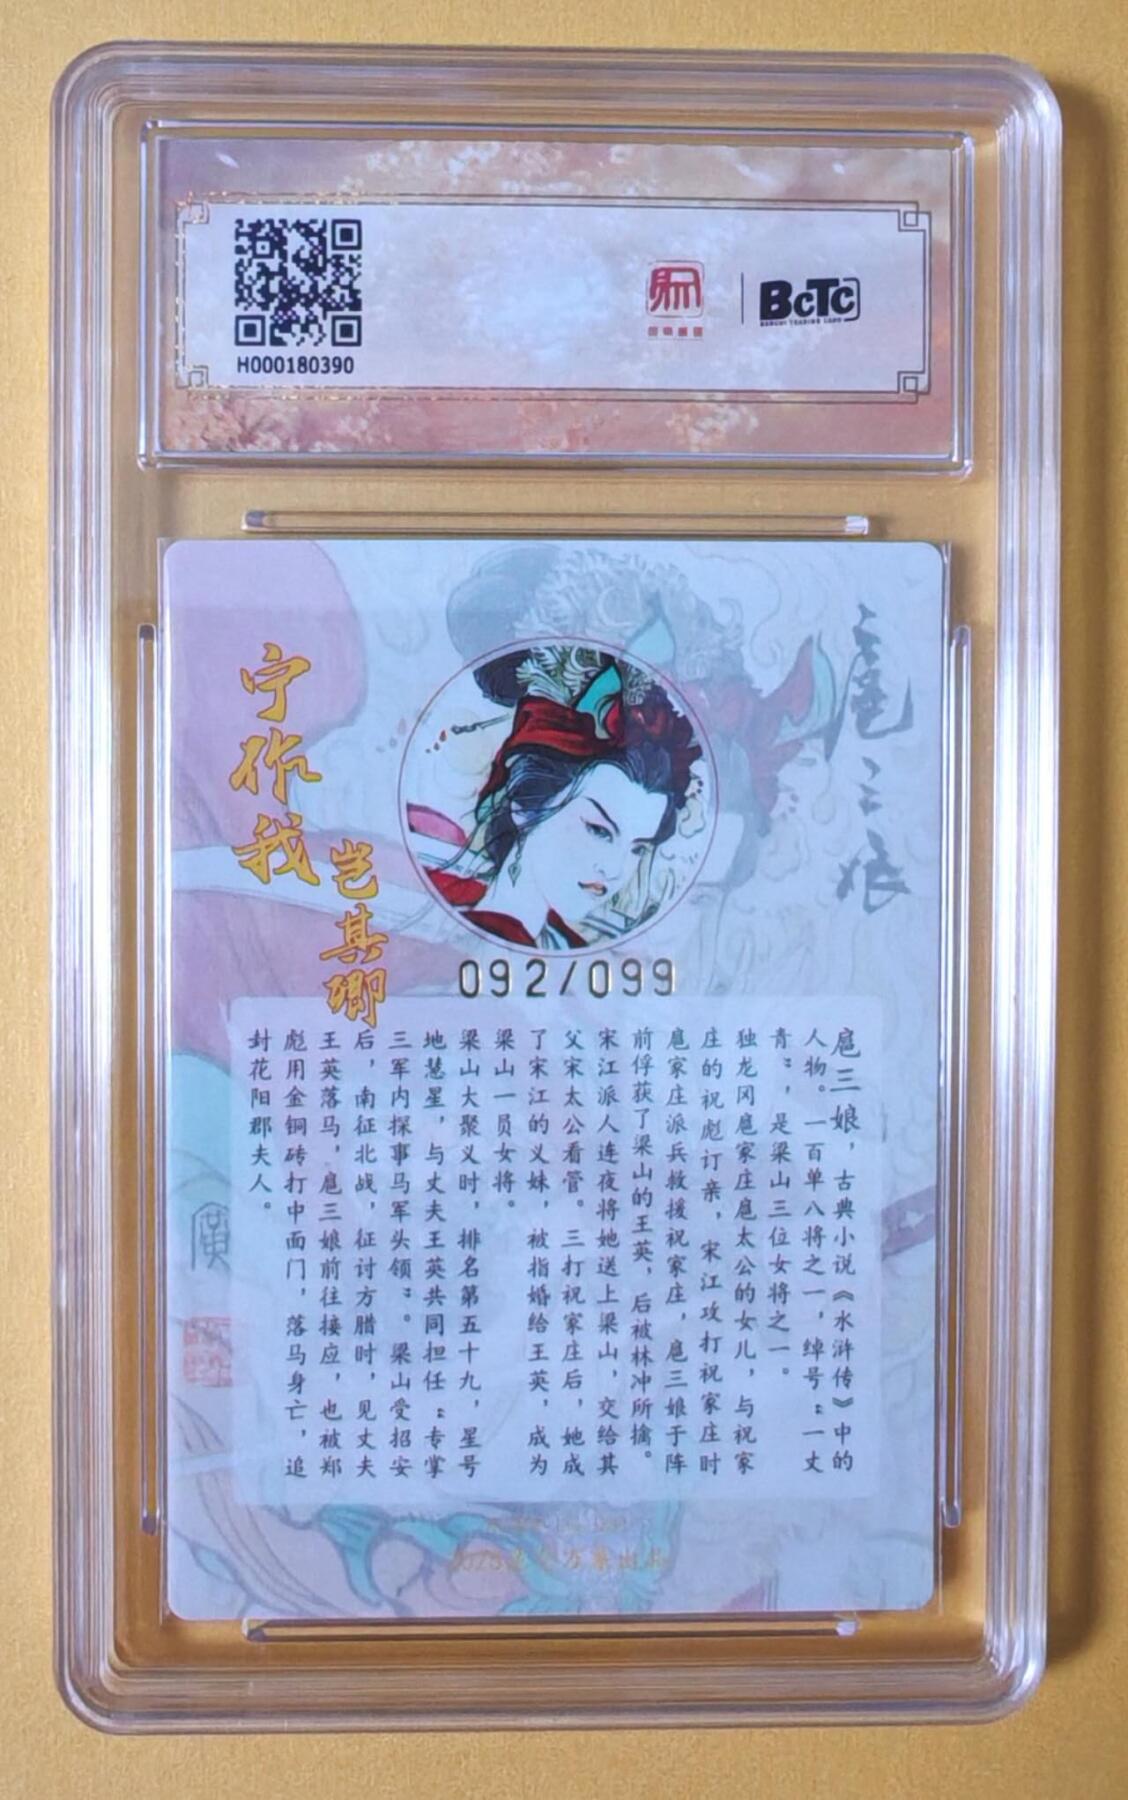 H000180390
BCTC
扈三娘
宁作我
岂其卿
092/099
扈三娘，古典小说《水浒传》中的
人物。一百单八将之一，绰号“一丈
青”，是梁山三位女将之一。
独龙冈扈家庄扈太公的女儿，与祝家
庄的祝彪订亲，宋江攻打祝家庄时
扈家庄派兵救援祝家庄，扈三娘于阵
前俘获了梁山的王英，后被林冲所擒。
宋江派人连夜将她送上梁山，交给其
父宋太公看管。三打祝家庄后，她成
了宋江的义妹，被指婚给王英，成为
梁山一员女将。
梁山大聚义时，排名第五十九，星号
地慧星，与丈夫王英共同担任“专掌
三军内探事马军头领”。梁山受招安
后，南征北战，征讨方腊时，见丈夫
王英落马，扈三娘前往接应，也被郑
彪用金铜砖打中面门，落马身亡，追
封花阳郡夫人。